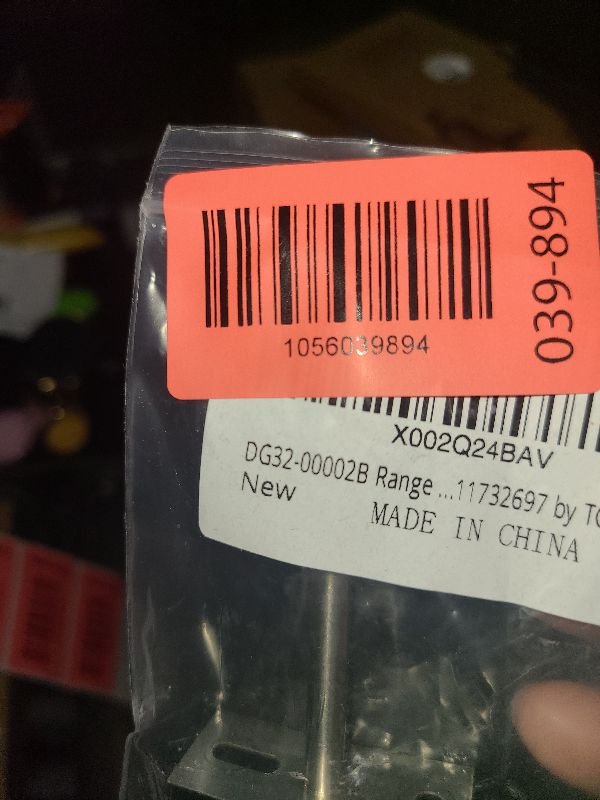 1056039894
039-894
X002Q24BAV
DG32-00002B Range ...11732697 by
New
MADE IN CHINA